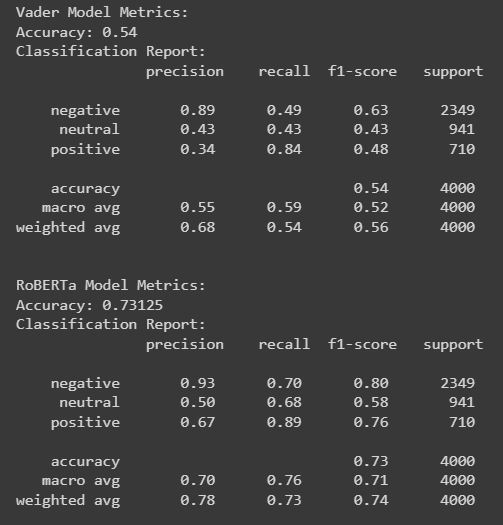 Vader Model Metrics:
Accuracy: 0.54
Classification Report:
              precision    recall  f1-score   support

    negative       0.89      0.49      0.63      2349
     neutral       0.43      0.43      0.43       941
    positive       0.34      0.84      0.48       710

    accuracy                           0.54      4000
   macro avg       0.55      0.59      0.52      4000
weighted avg       0.68      0.54      0.56      4000

RoBERTa Model Metrics:
Accuracy: 0.73125
Classification Report:
              precision    recall  f1-score   support

    negative       0.93      0.70      0.80      2349
     neutral       0.50      0.68      0.58       941
    positive       0.67      0.89      0.76       710

    accuracy                           0.73      4000
   macro avg       0.70      0.76      0.71      4000
weighted avg       0.78      0.73      0.74      4000